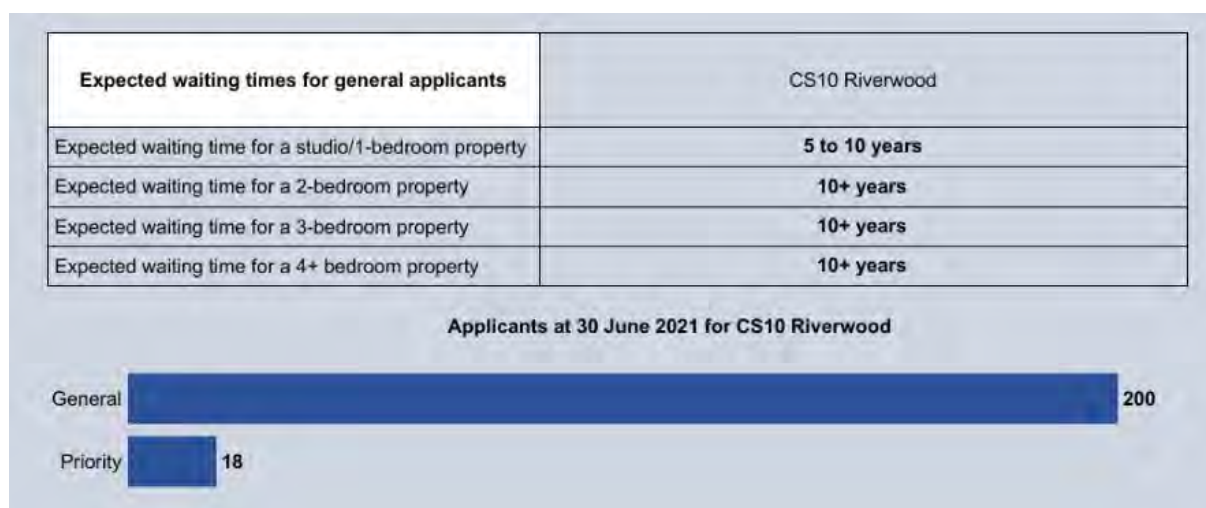 Expected waiting times for general applicants CS10 Riverwood
Expected waiting time for a studio/1-bedroom property 5 to 10 years
Expected waiting time for a 2-bedroom property 10+ years
Expected waiting time for a 3-bedroom property 10+ years
Expected waiting time for a 4+ bedroom property 10+ years
Applicants at 30 June 2021 for CS10 Riverwood
General 200
Priority 18